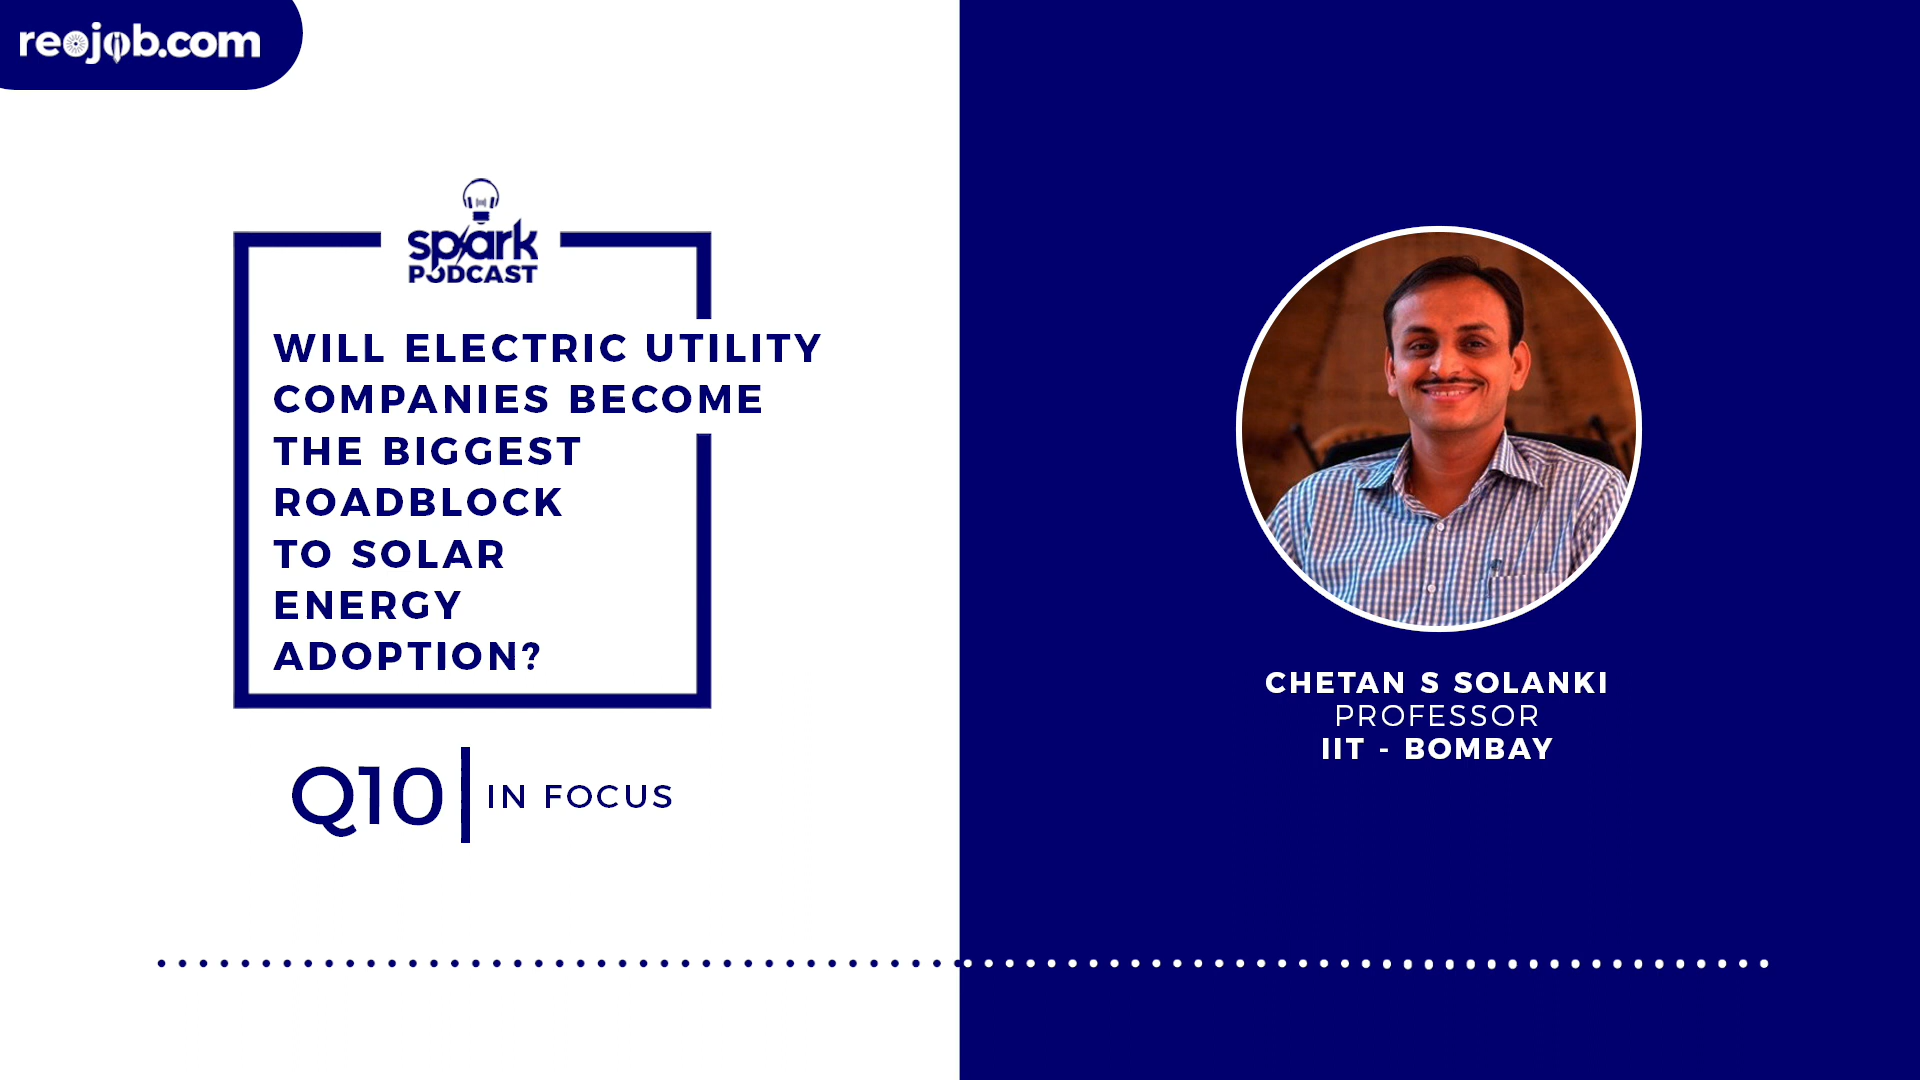 reojob.com
spark
PODCAST
WILL ELECTRIC UTILITY
COMPANIES BECOME
THE BIGGEST
ROADBLOCK
TO SOLAR
ENERGY
ADOPTION?
Q10 IN FOCUS
CHETAN S SOLANKI
PROFESSOR
IIT - BOMBAY